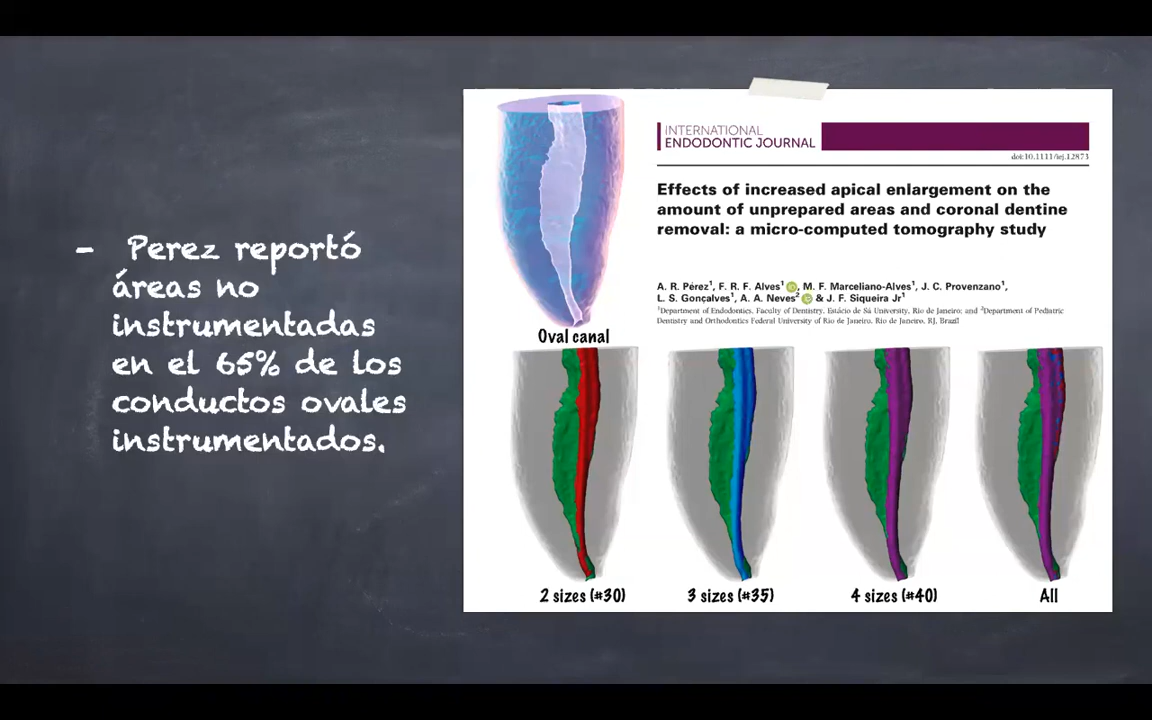 - Perez reportó
áreas no
instrumentadas
en el 65% de los
conductos ovales
instrumentados.
Oval canal
INTERNATIONAL
ENDODONTIC JOURNAL
doi:10.1111/iej.12873
Effects of increased apical enlargement on the
amount of unprepared areas and coronal dentine
removal: a micro-computed tomography study
A. R. Pérez¹, F. R. F. Alves¹, M. F. Marceliano-Alves¹, J. C. Provenzano¹,
L. S. Gonçalves¹, A. A. Neves² & J. F. Siqueira Jr¹
¹Department of Endodontics, Faculty of Dentistry, Estácio de Sá University, Rio de Janeiro; and ²Department of Pediatric
Dentistry and Orthodontics Federal University of Rio de Janeiro, Rio de Janeiro, RJ, Brazil
2 sizes (#30)
3 sizes (#35)
4 sizes (#40)
All